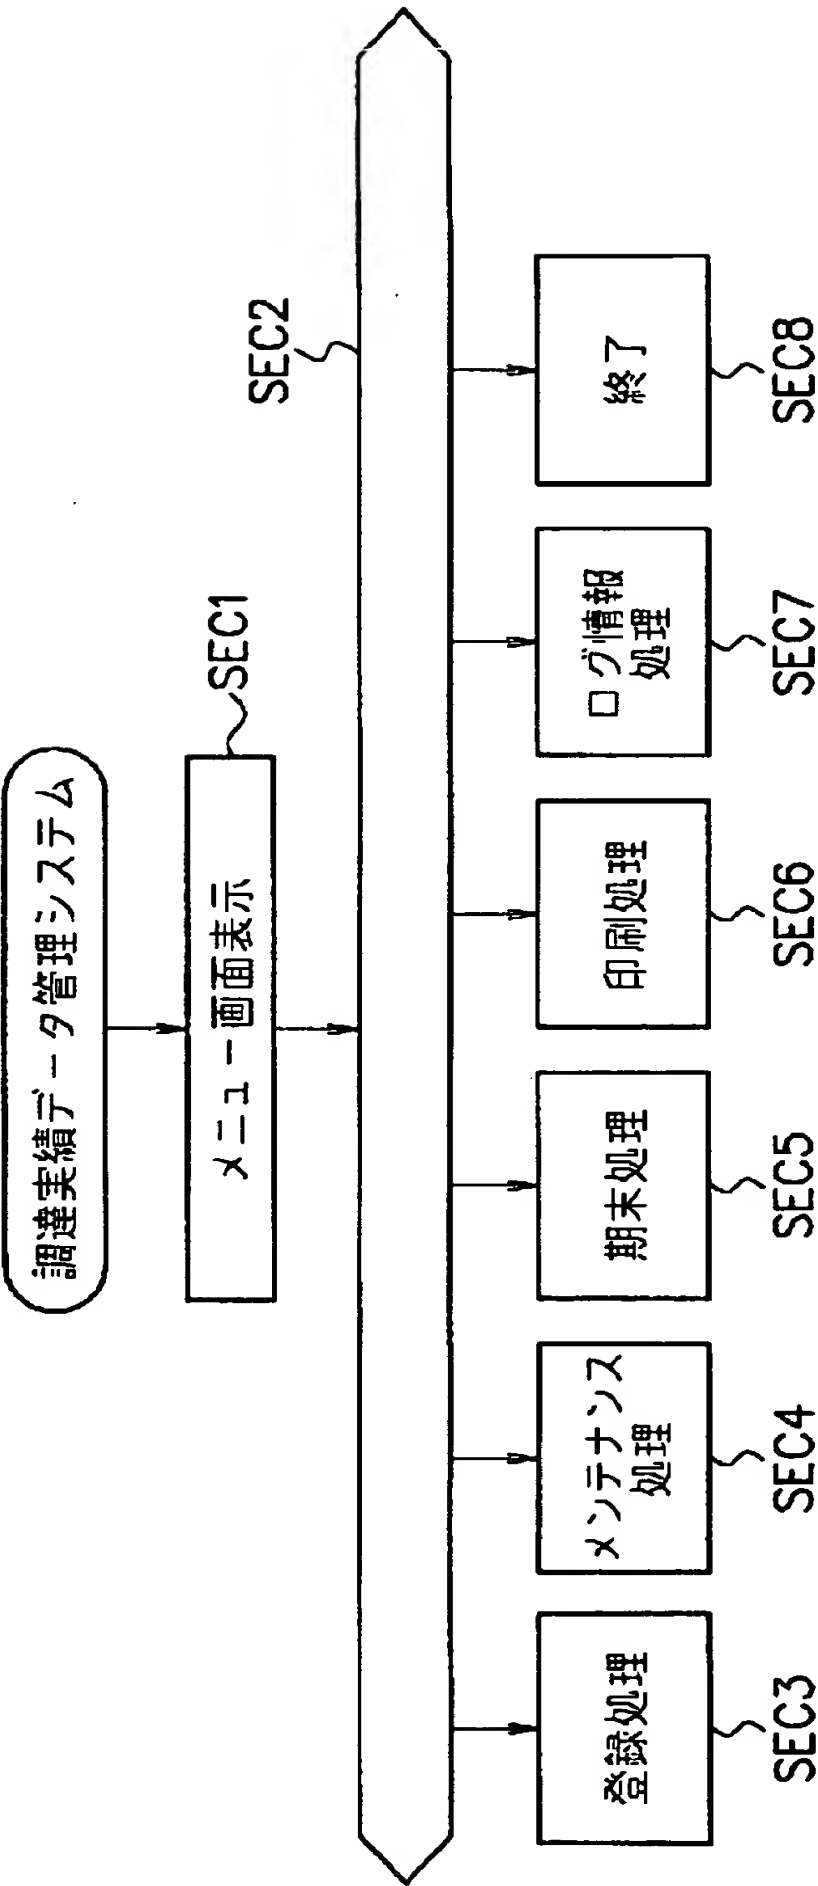 調達実績データ管理システム
メニュー画面表示
SEC1
SEC2
登録処理
メンテナンス
処理
期末処理
印刷処理
ログ情報
処理
終了
SEC3
SEC4
SEC5
SEC6
SEC7
SEC8